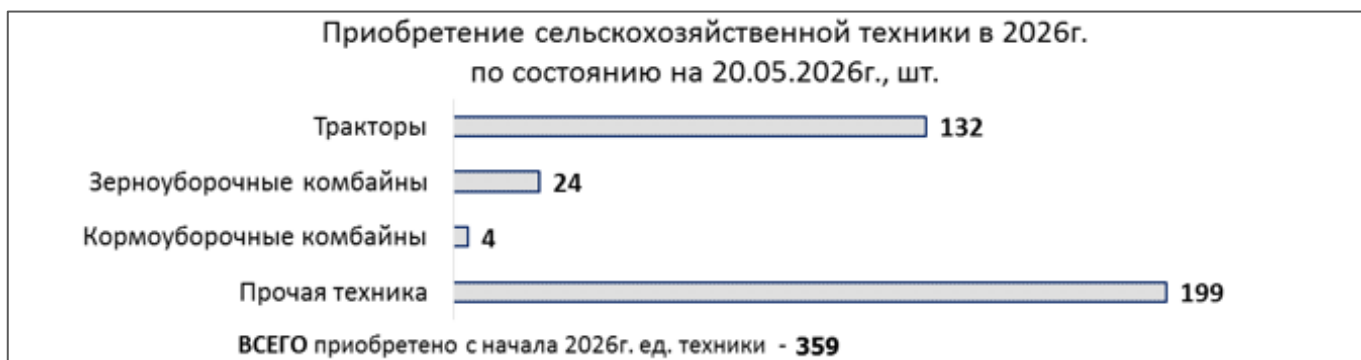 Приобретение сельскохозяйственной техники в 2026г.
по состоянию на 20.05.2026г., шт.
Тракторы 132
Зерноуборочные комбайны 24
Кормоуборочные комбайны 4
Прочая техника 199
ВСЕГО приобретено с начала 2026г. ед. техники - 359